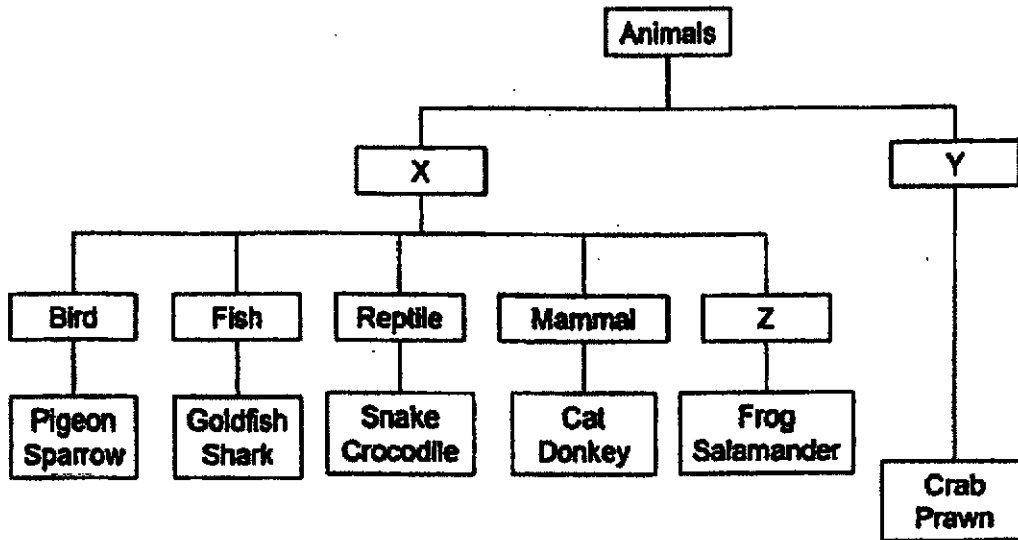 Animals
X
Y
Bird
Fish
Reptile
Mammal
Z
Pigeon
Sparrow
Goldfish
Shark
Snake
Crocodile
Cat
Donkey
Frog
Salamander
Crab
Prawn